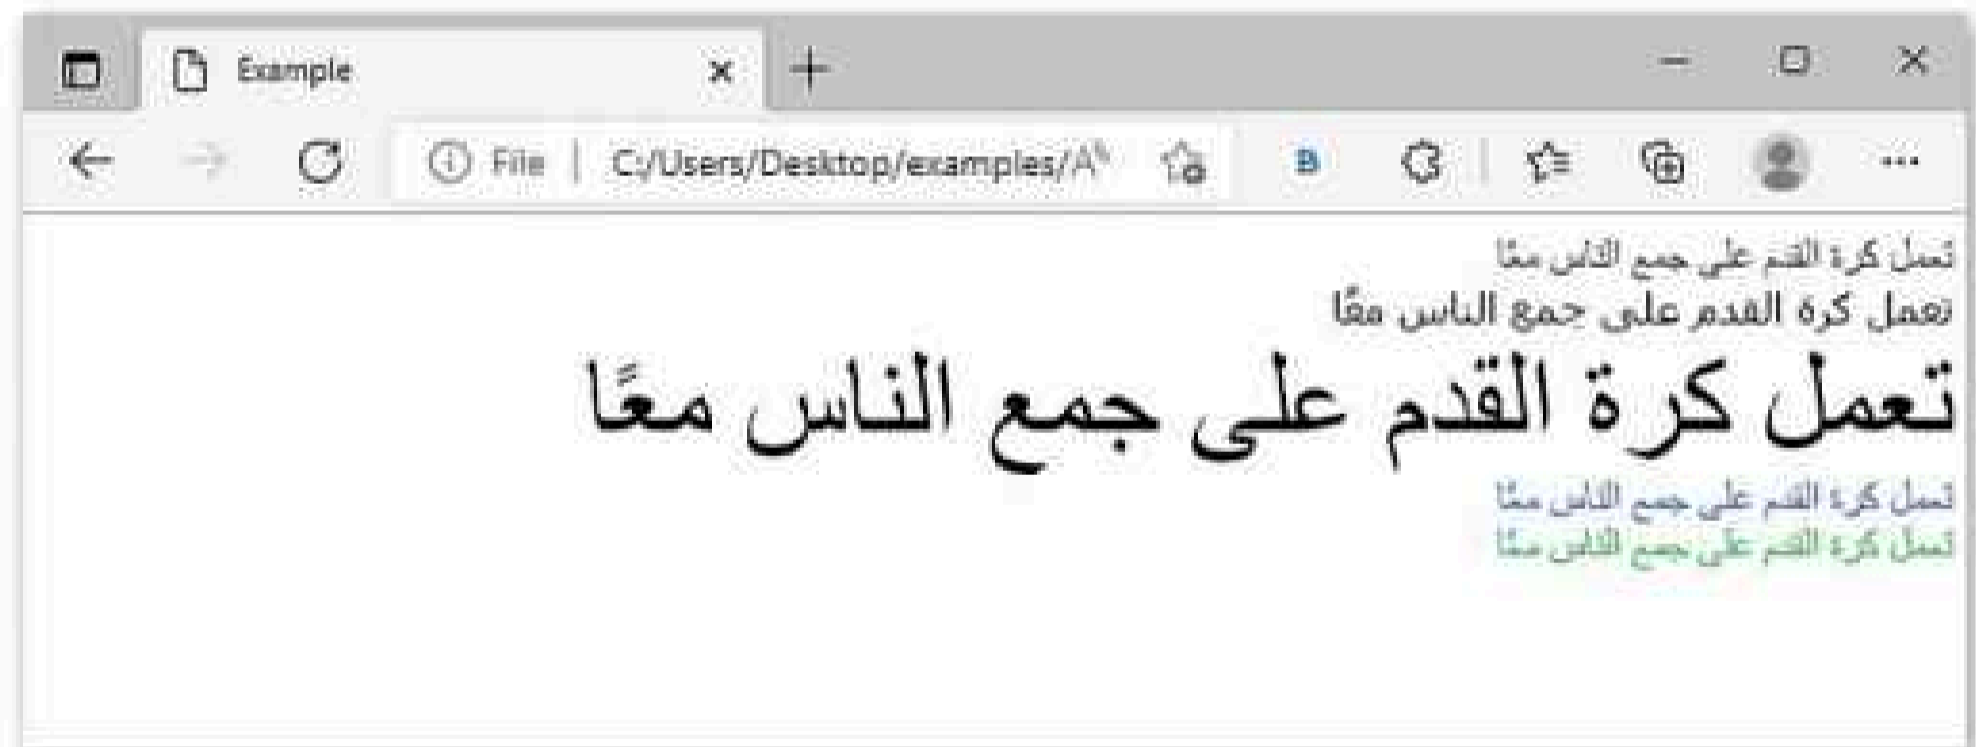 Example
File C:/Users/Desktop/examples/
تعمل كرة القدم على جمع الناس معًا
تعمل كرة القدم على جمع الناس معًا
تعمل كرة القدم على جمع الناس معًا
تعمل كرة القدم على جمع الناس معًا
تعمل كرة القدم على جمع الناس معًا